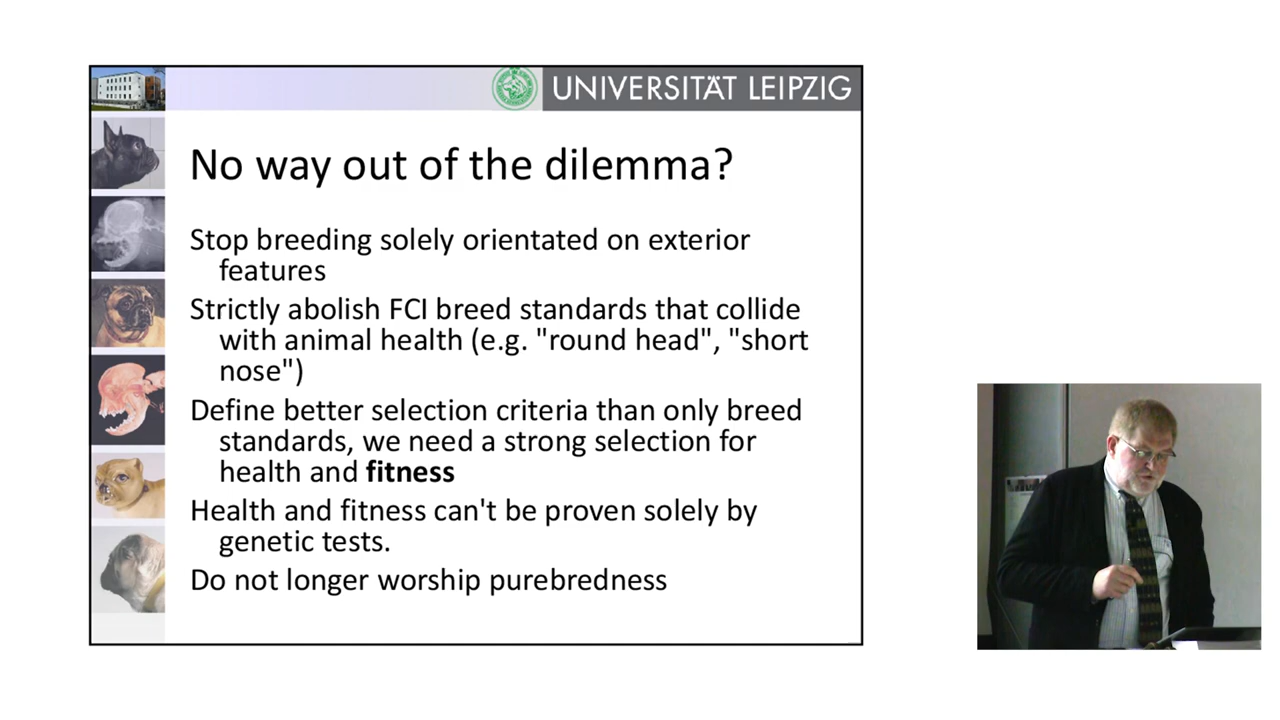 UNIVERSITÄT LEIPZIG
No way out of the dilemma?
Stop breeding solely orientated on exterior
features
Strictly abolish FCI breed standards that collide
with animal health (e.g. "round head", "short
nose")
Define better selection criteria than only breed
standards, we need a strong selection for
health and fitness
Health and fitness can't be proven solely by
genetic tests.
Do not longer worship purebredness